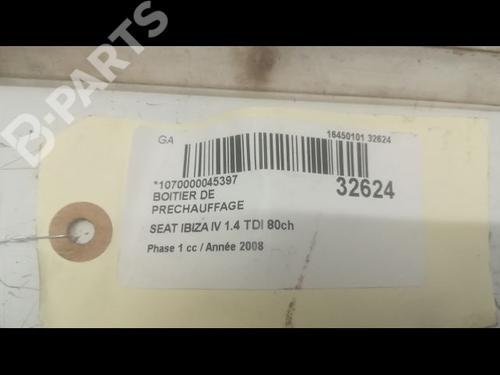 B-PARTS
GA
16450101 32624
*1070000045397
32624
BOITIER DE
PRECHAUFFAGE
SEAT IBIZA IV 1.4 TDI 80ch
Phase 1 cc / Année 2008